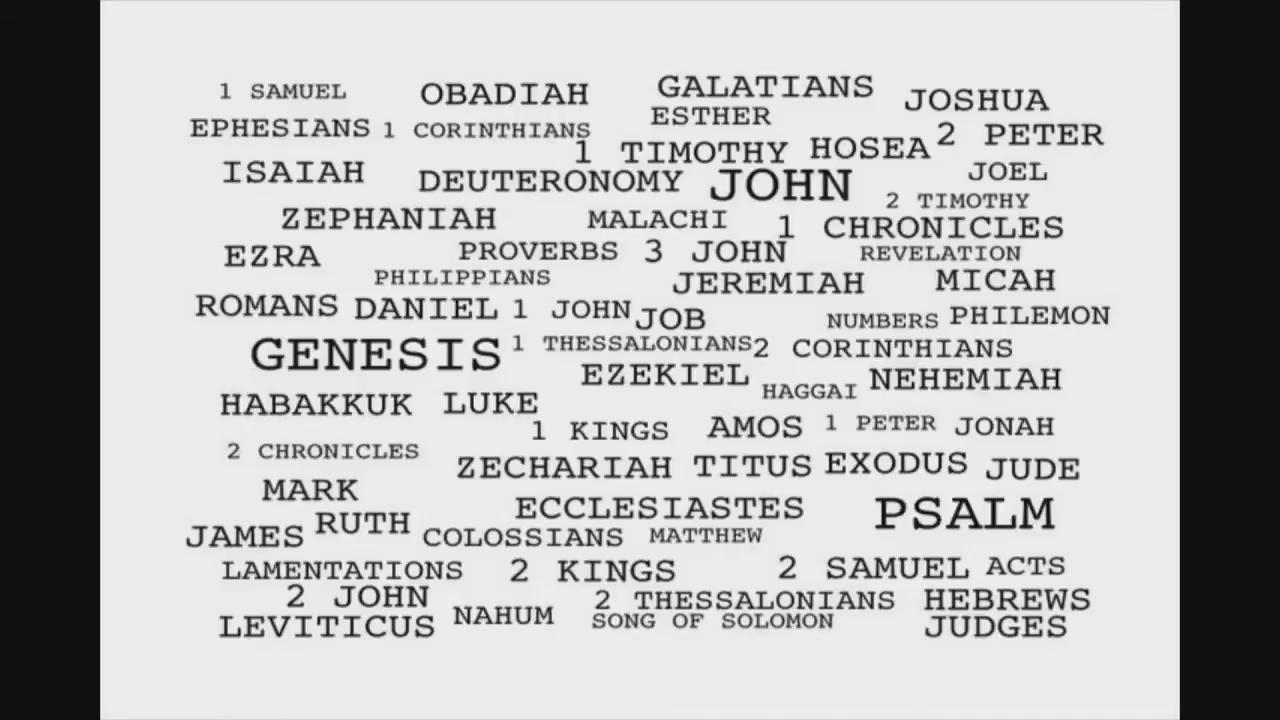 1 SAMUEL OBADIAH GALATIANS JOSHUA
ESTHER
EPHESIANS 1 CORINTHIANS 2 PETER
1 TIMOTHY HOSEA
ISAIAH DEUTERONOMY JOHN JOEL
2 TIMOTHY
ZEPHANIAH MALACHI 1 CHRONICLES
EZRA PROVERBS 3 JOHN REVELATION
PHILIPPIANS JEREMIAH MICAH
ROMANS DANIEL 1 JOHN JOB NUMBERS PHILEMON
GENESIS 1 THESSALONIANS 2 CORINTHIANS
EZEKIEL HAGGAI NEHEMIAH
HABAKKUK LUKE
1 KINGS AMOS 1 PETER JONAH
2 CHRONICLES ZECHARIAH TITUS EXODUS JUDE
MARK ECCLESIASTES PSALM
JAMES RUTH COLOSSIANS MATTHEW
LAMENTATIONS 2 KINGS 2 SAMUEL ACTS
2 JOHN NAHUM 2 THESSALONIANS HEBREWS
LEVITICUS SONG OF SOLOMON JUDGES